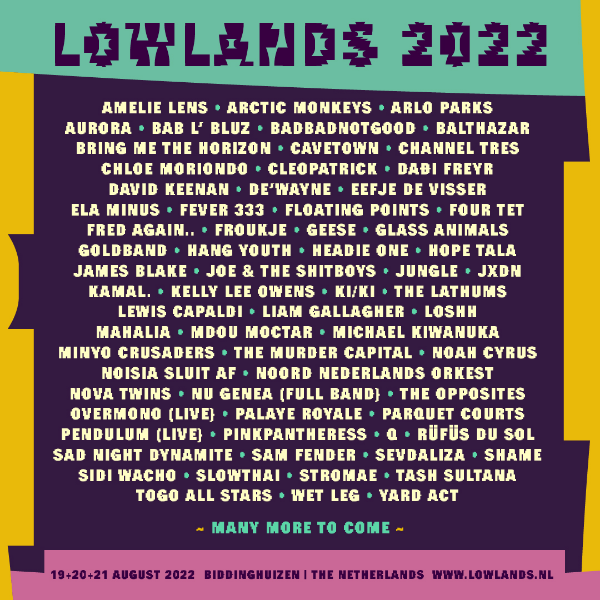 LOWLANDS 2022
AMELIE LENS • ARCTIC MONKEYS • ARLO PARKS
AURORA • BAB L' BLUZ • BADBADNOTGOOD • BALTHAZAR
BRING ME THE HORIZON • CAVETOWN • CHANNEL TRES
CHLOE MORIONDO • CLEOPATRICK • DAÐI FREYR
DAVID KEENAN • DE'WAYNE • EEFJE DE VISSER
ELA MINUS • FEVER 333 • FLOATING POINTS • FOUR TET
FRED AGAIN.. • FROUKJE • GEESE • GLASS ANIMALS
GOLDBAND • HANG YOUTH • HEADIE ONE • HOPE TALA
JAMES BLAKE • JOE & THE SHITBOYS • JUNGLE • JXDN
KAMAL. • KELLY LEE OWENS • KI/KI • THE LATHUMS
LEWIS CAPALDI • LIAM GALLAGHER • LOSHH
MAHALIA • MDOU MOCTAR • MICHAEL KIWANUKA
MINYO CRUSADERS • THE MURDER CAPITAL • NOAH CYRUS
NOISIA SLUIT AF • NOORD NEDERLANDS ORKEST
NOVA TWINS • NU GENEA (FULL BAND) • THE OPPOSITES
OVERMONO (LIVE) • PALAYE ROYALE • PARQUET COURTS
PENDULUM (LIVE) • PINKPANTHERESS • Q • RÜFÜS DU SOL
SAD NIGHT DYNAMITE • SAM FENDER • SEVDALIZA • SHAME
SIDI WACHO • SLOWTHAI • STROMAE • TASH SULTANA
TOGO ALL STARS • WET LEG • YARD ACT
~ MANY MORE TO COME ~
19+20+21 AUGUST 2022 BIDDINGHUIZEN | THE NETHERLANDS WWW.LOWLANDS.NL